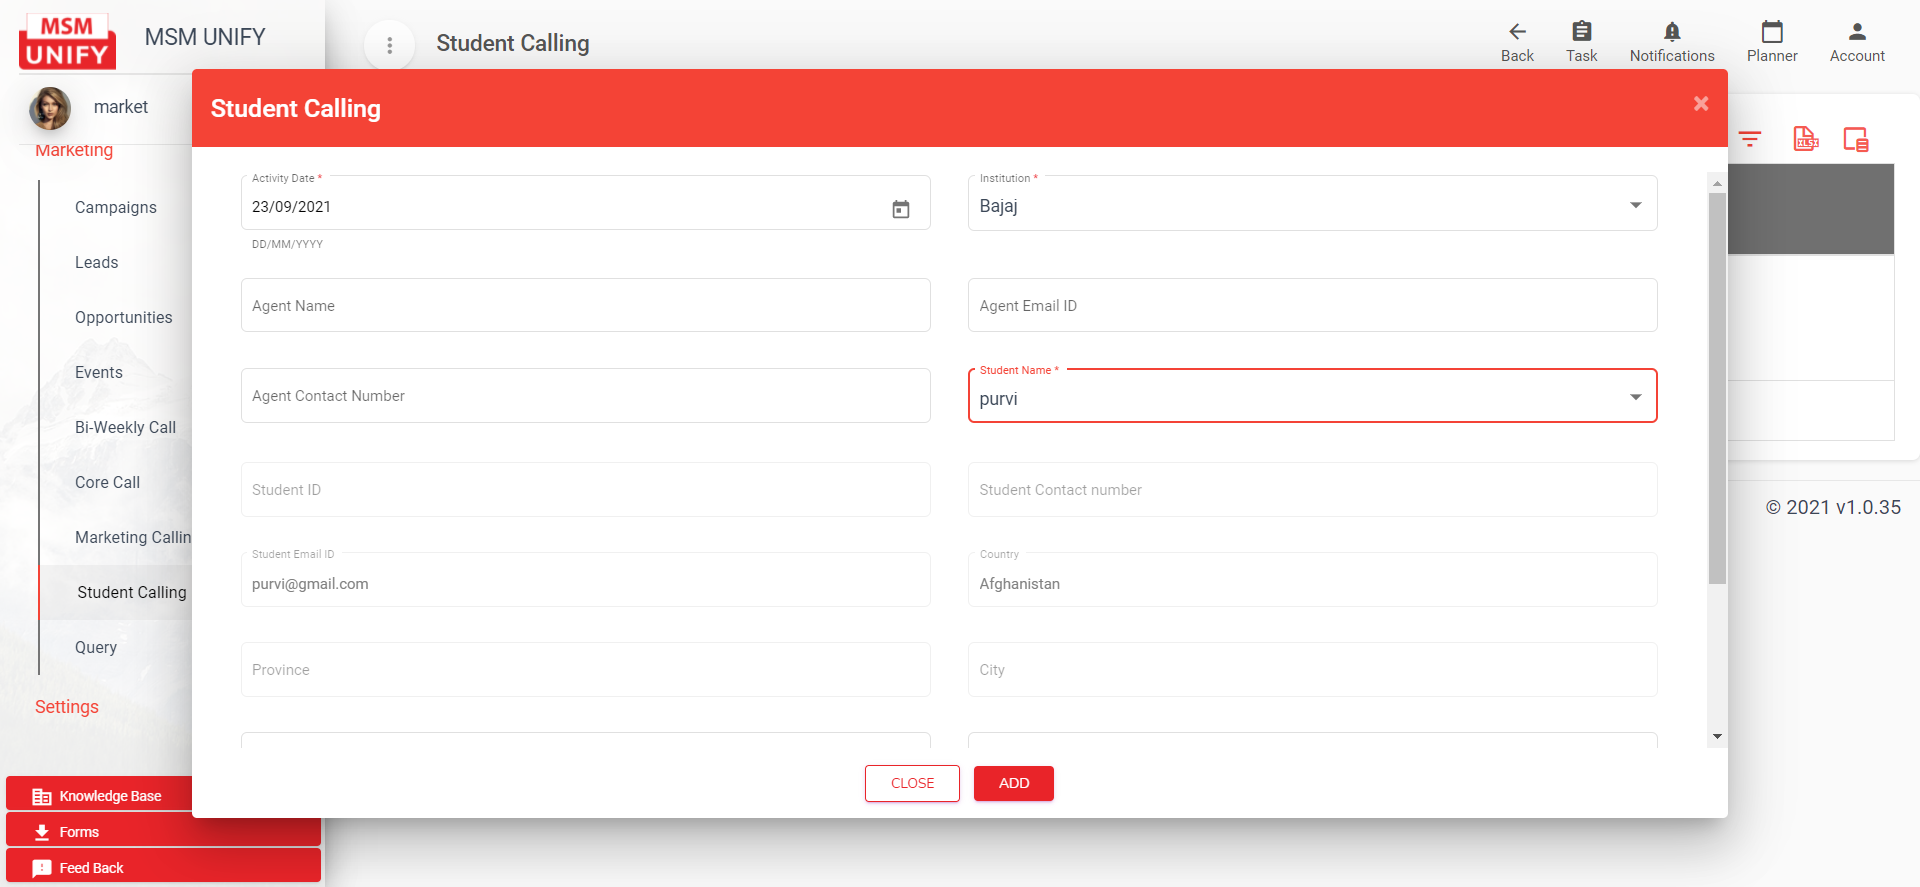 MSM
UNIFY
MSM UNIFY
Student Calling
Back
Task
Notifications
Planner
Account
market
Marketing
Campaigns
Leads
Opportunities
Events
Bi-Weekly Call
Core Call
Marketing Callin
Student Calling
Query
Settings
Knowledge Base
Forms
Feed Back
Student Calling
×
Activity Date *
23/09/2021
DD/MM/YYYY
Institution *
Bajaj
Agent Name
Agent Email ID
Agent Contact Number
Student Name *
purvi
Student ID
Student Contact number
Student Email ID
purvi@gmail.com
Country
Afghanistan
Province
City
CLOSE
ADD
XLSX
© 2021 v1.0.35